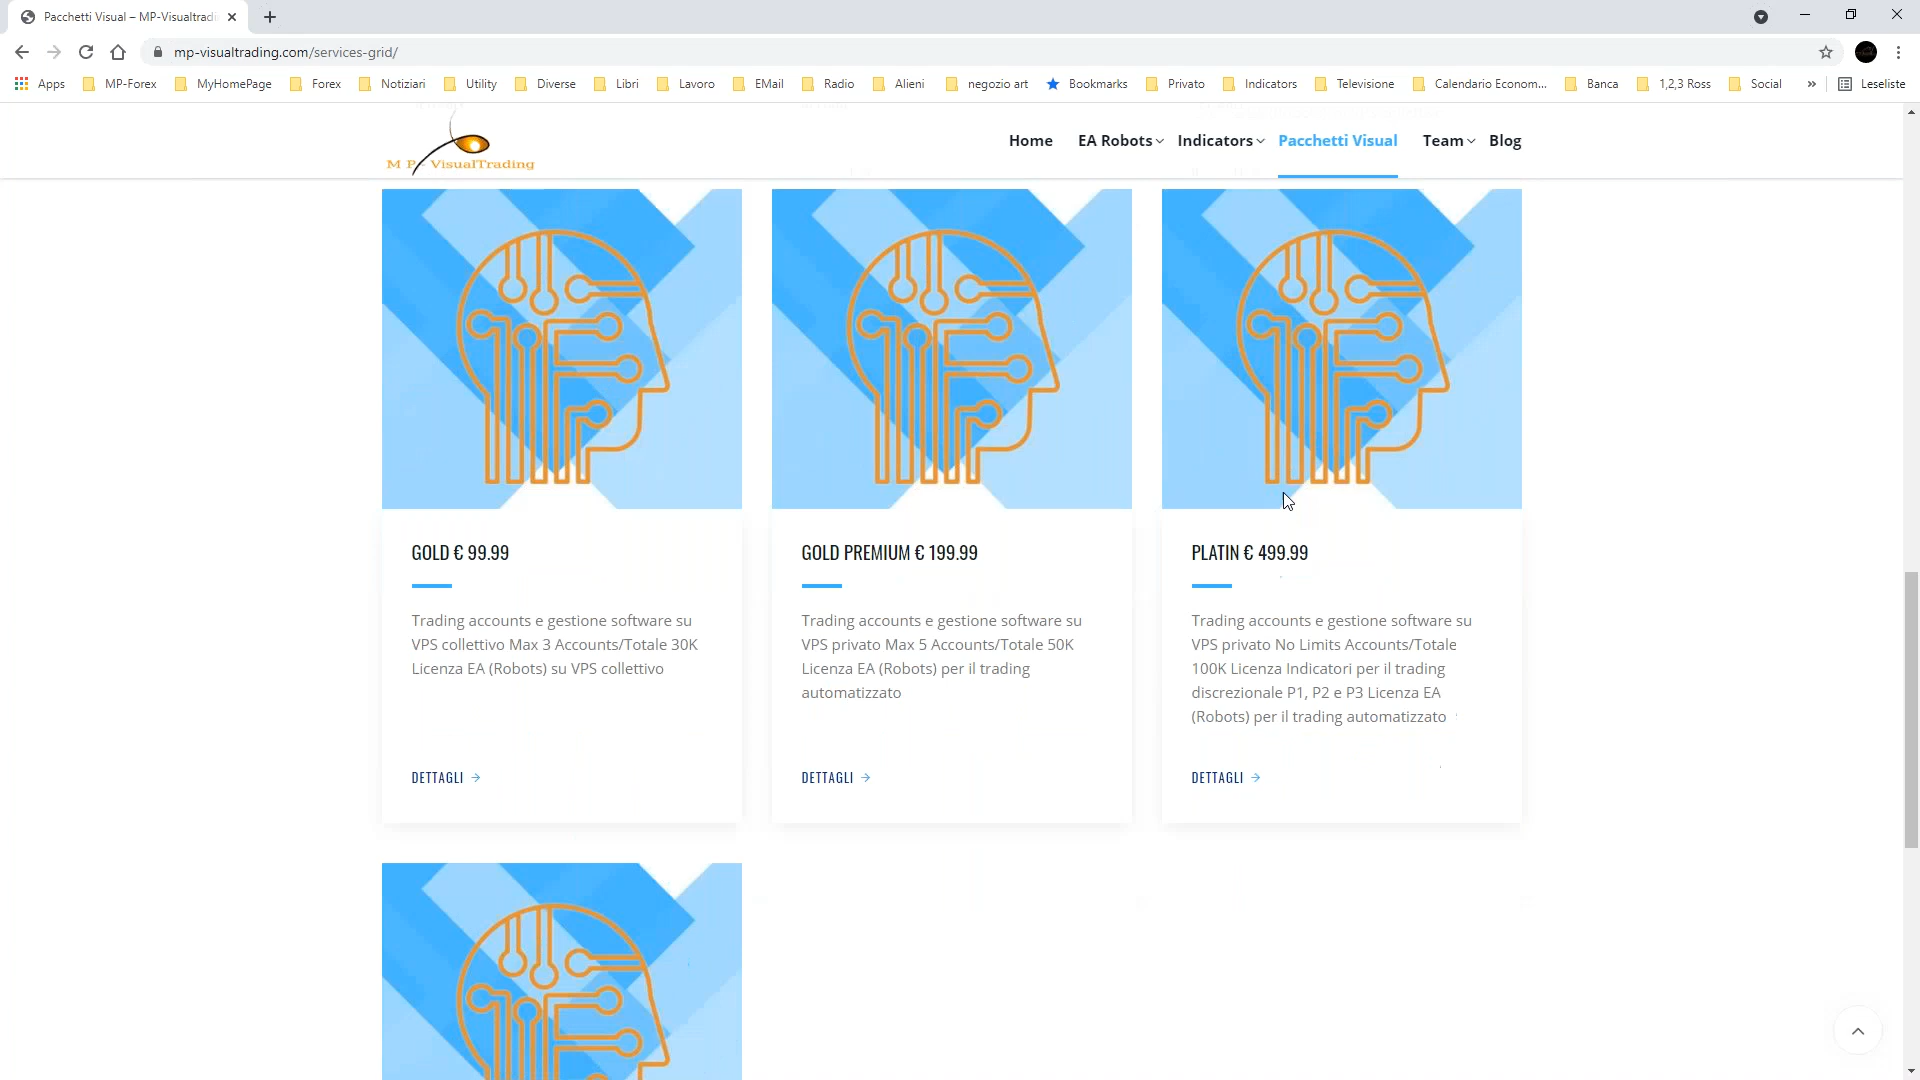 Pacchetti Visual – MP-Visualtradi
mp-visualtrading.com/services-grid/
Apps MP-Forex MyHomePage Forex Notiziari Utility Diverse Libri Lavoro EMail Radio Alieni negozio art Bookmarks Privato Indicators Televisione Calendario Econom... Banca 1,2,3 Ross Social » Leseliste
M P - VisualTrading
Home EA Robots Indicators Pacchetti Visual Team Blog
GOLD € 99.99
Trading accounts e gestione software su
VPS collettivo Max 3 Accounts/Totale 30K
Licenza EA (Robots) su VPS collettivo
DETTAGLI
GOLD PREMIUM € 199.99
Trading accounts e gestione software su
VPS privato Max 5 Accounts/Totale 50K
Licenza EA (Robots) per il trading
automatizzato
DETTAGLI
PLATIN € 499.99
Trading accounts e gestione software su
VPS privato No Limits Accounts/Totale
100K Licenza Indicatori per il trading
discrezionale P1, P2 e P3 Licenza EA
(Robots) per il trading automatizzato
DETTAGLI